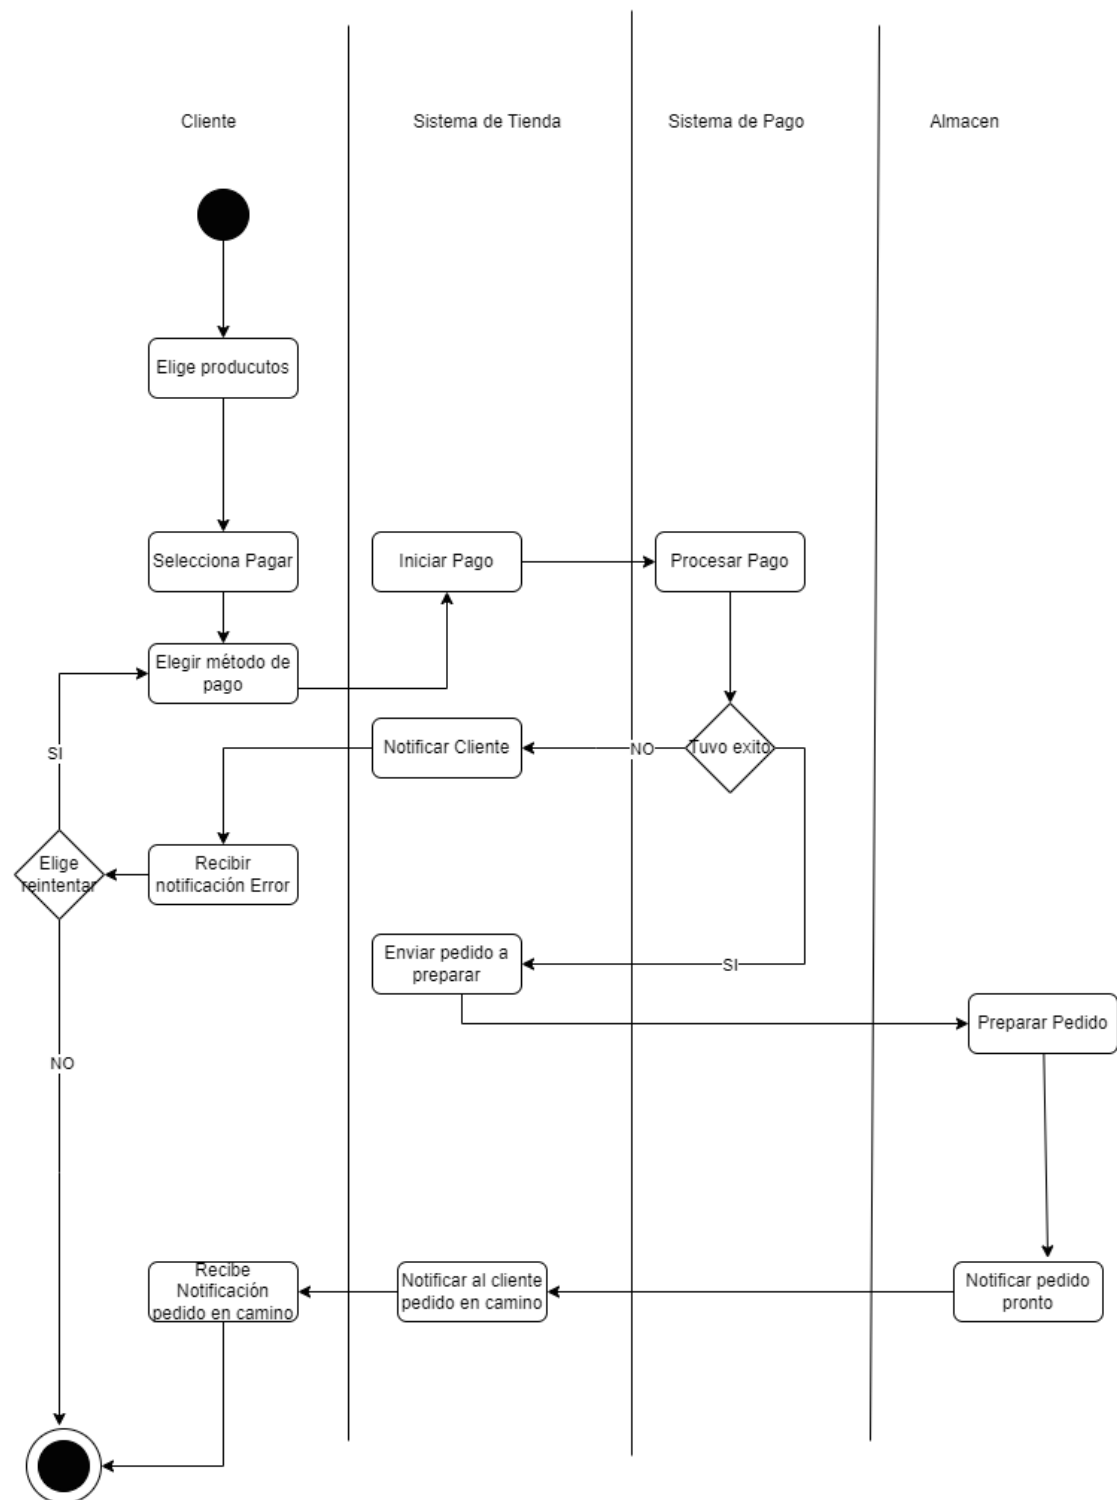 Cliente
Sistema de Tienda
Sistema de Pago
Almacen
Elige producutos
Selecciona Pagar
Iniciar Pago
Procesar Pago
Elegir método de
pago
SI
Notificar Cliente
NO
Tuvo exito
Elige
reintentar
Recibir
notificación Error
Enviar pedido a
preparar
SI
Preparar Pedido
NO
Recibe
Notificación
pedido en camino
Notificar al cliente
pedido en camino
Notificar pedido
pronto